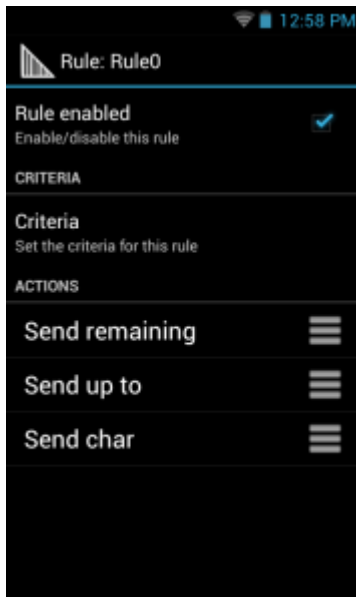 12:58 PM
Rule: Rule0
Rule enabled
Enable/disable this rule
CRITERIA
Criteria
Set the criteria for this rule
ACTIONS
Send remaining
Send up to
Send char